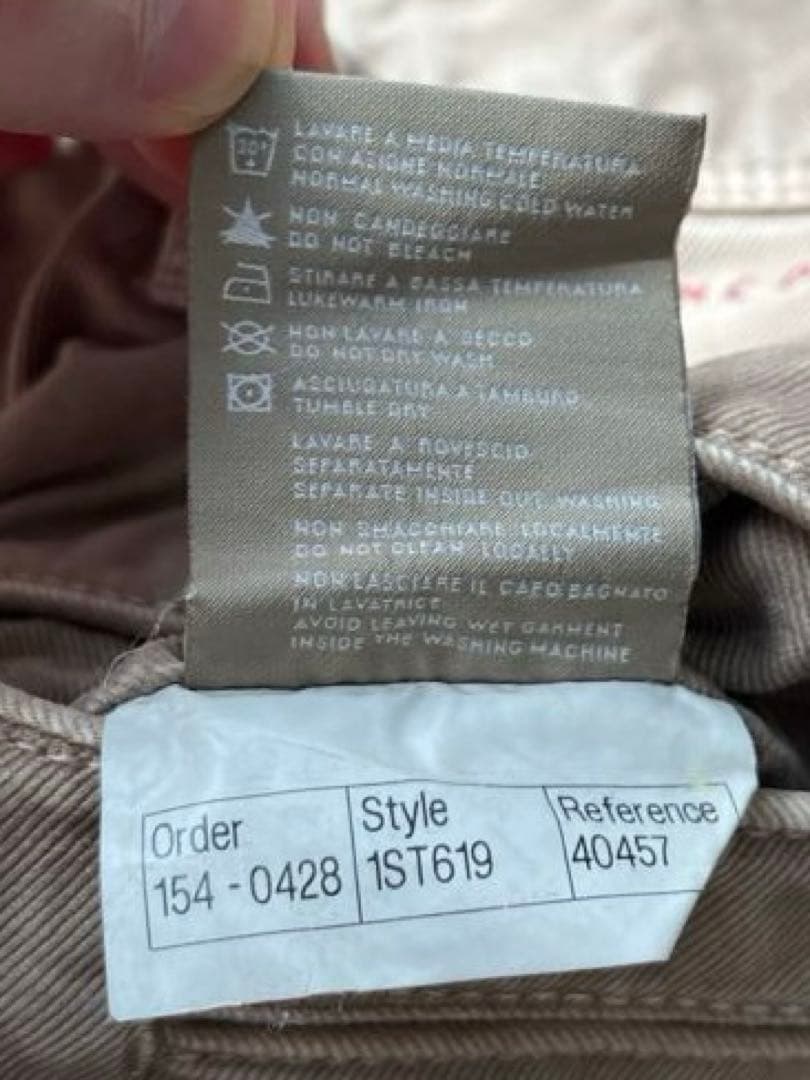 30°
LAVARE A MEDIA TEMPERATURA
CON AZIONE NORMALE
NORMAL WASHING COLD WATER
NON CANDEGGIARE
DO NOT BLEACH
STIRARE A BASSA TEMPERATURA
LUKEWARM IRON
NON LAVARE A SECCO
DO NOT DRY WASH
ASCIUGATURA A TAMBURO
TUMBLE DRY
LAVARE A ROVESCIO
SEPARATAMENTE
SEPARATE INSIDE OUT WASHING
NON SMACCHIARE LOCALMENTE
DO NOT CLEAN LOCALLY
NON LASCIARE IL CAPO BAGNATO
IN LAVATRICE
AVOID LEAVING WET GARMENT
INSIDE THE WASHING MACHINE
Order Style Reference
154-0428 1ST619 40457